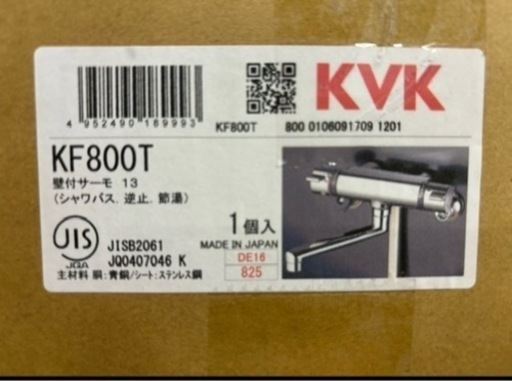 KVK
4 952490 189993
KF800T
800 0106091709 1201
KF800T
壁付サーモ 13
(シャワバス、逆止、節湯)
1個入
MADE IN JAPAN
DE16
825
JIS
JQA
JISB2061
JQ0407046 K
主材料 胴:青銅/シート:ステンレス鋼